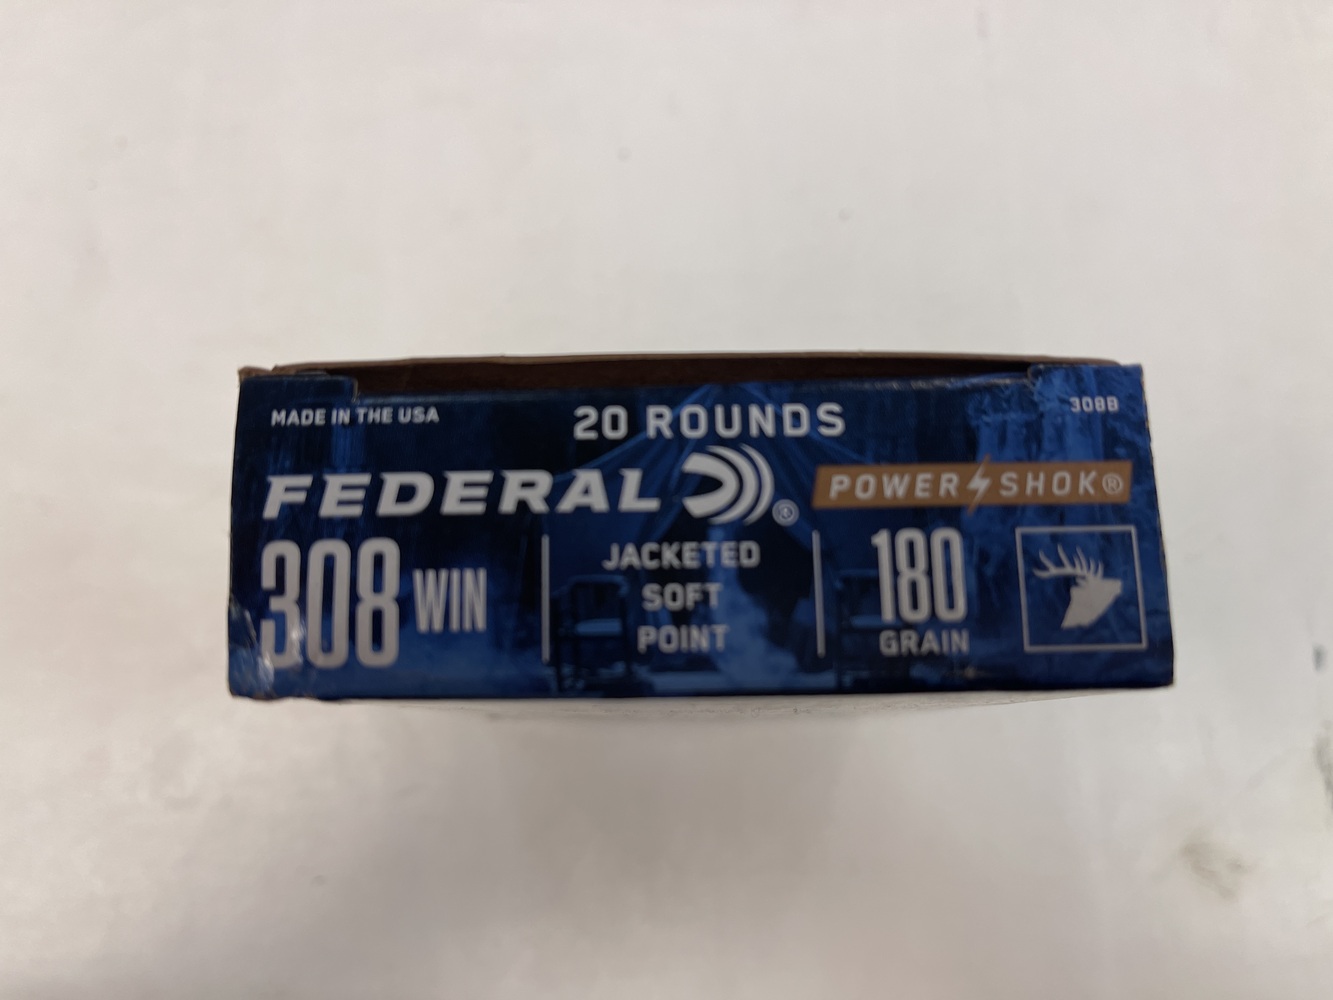 MADE IN THE USA
20 ROUNDS
308B
FEDERAL ®
POWER SHOK®
308 WIN
JACKETED
SOFT
POINT
180
GRAIN